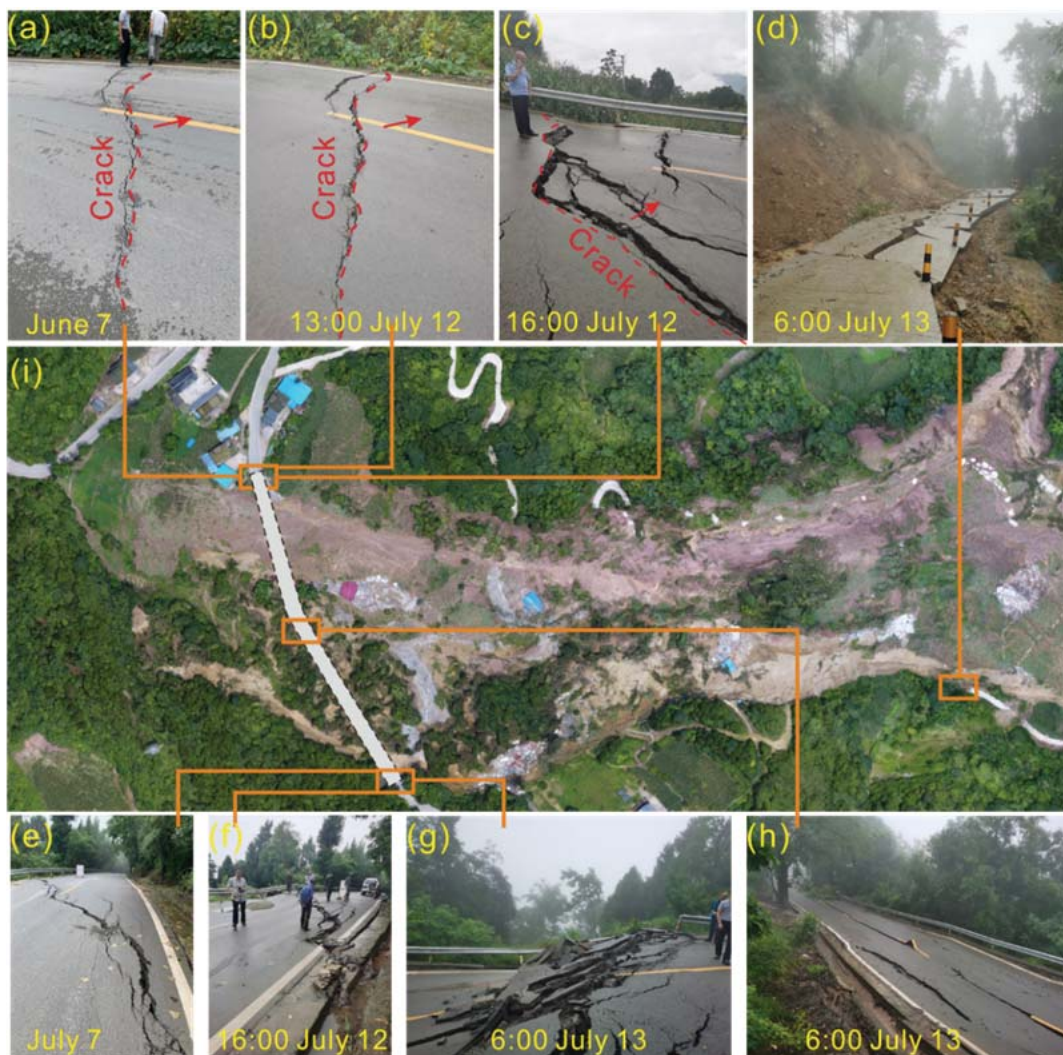 (a)
Crack
June 7
(b)
Crack
13:00 July 12
(c)
Crack
16:00 July 12
(d)
6:00 July 13
(i)
(e)
July 7
(f)
16:00 July 12
(g)
6:00 July 13
(h)
6:00 July 13